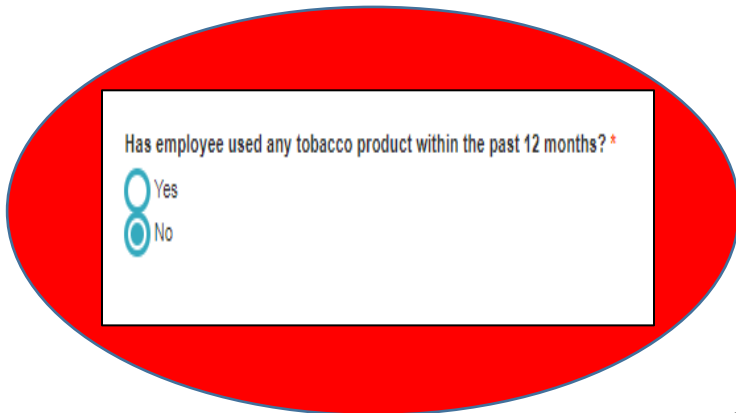 Has employee used any tobacco product within the past 12 months? *
Yes
No